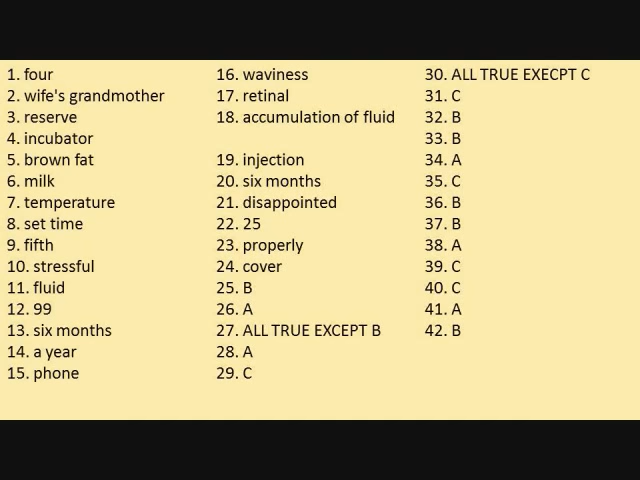 1. four
2. wife's grandmother
3. reserve
4. incubator
5. brown fat
6. milk
7. temperature
8. set time
9. fifth
10. stressful
11. fluid
12. 99
13. six months
14. a year
15. phone
16. waviness
17. retinal
18. accumulation of fluid
19. injection
20. six months
21. disappointed
22. 25
23. properly
24. cover
25. B
26. A
27. ALL TRUE EXCEPT B
28. A
29. C
30. ALL TRUE EXECPT C
31. C
32. B
33. B
34. A
35. C
36. B
37. B
38. A
39. C
40. C
41. A
42. B